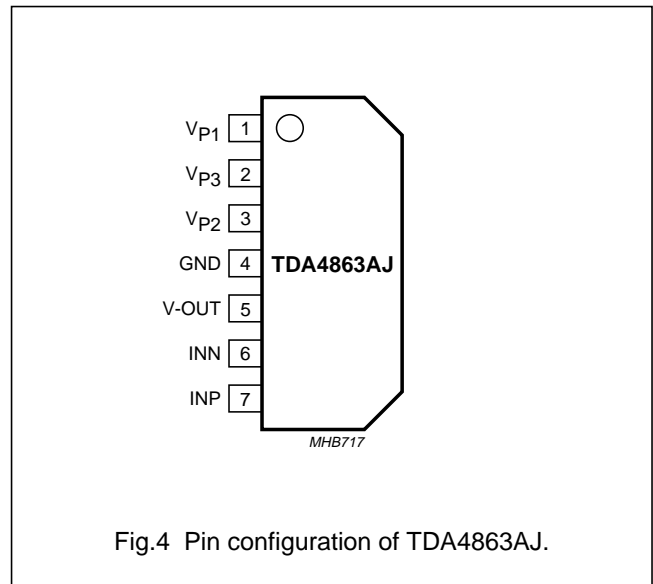 VP1 1
VP3 2
VP2 3
GND 4 TDA4863AJ
V-OUT 5
INN 6
INP 7
MHB717
Fig.4 Pin configuration of TDA4863AJ.